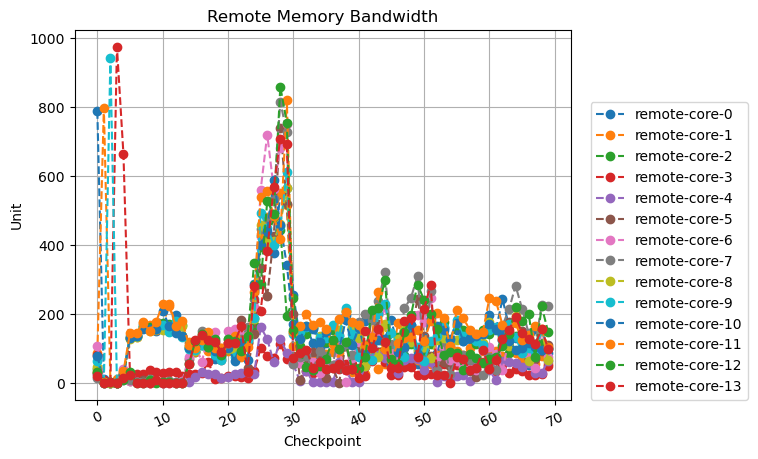 Remote Memory Bandwidth
1000
800
600
400
200
0
Unit
0
10
20
30
40
50
60
70
Checkpoint
remote-core-0
remote-core-1
remote-core-2
remote-core-3
remote-core-4
remote-core-5
remote-core-6
remote-core-7
remote-core-8
remote-core-9
remote-core-10
remote-core-11
remote-core-12
remote-core-13